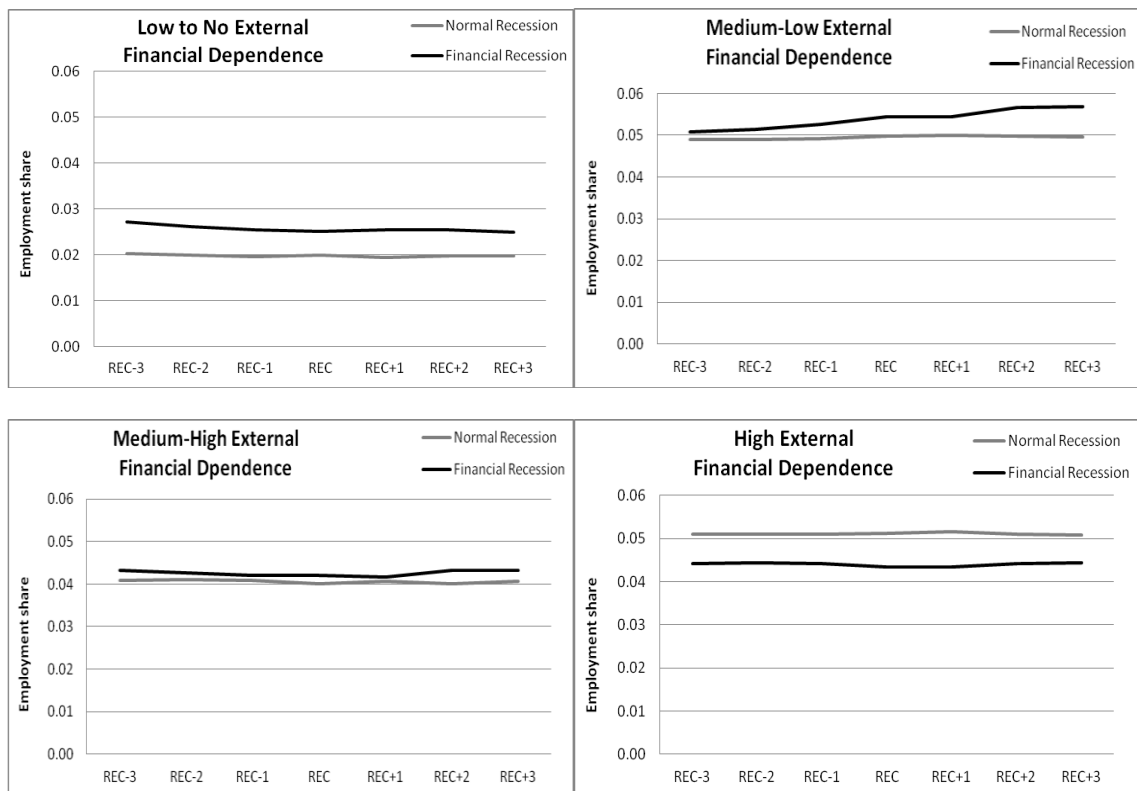 Low to No External
Financial Dependence
Normal Recession
Financial Recession
Employment share
0.06
0.05
0.04
0.03
0.02
0.01
0.00
REC-3 REC-2 REC-1 REC REC+1 REC+2 REC+3
Medium-Low External
Financial Dependence
Normal Recession
Financial Recession
Employment share
0.06
0.05
0.04
0.03
0.02
0.01
0.00
REC-3 REC-2 REC-1 REC REC+1 REC+2 REC+3
Medium-High External
Financial Dpendence
Normal Recession
Financial Recession
Employment share
0.06
0.05
0.04
0.03
0.02
0.01
0.00
REC-3 REC-2 REC-1 REC REC+1 REC+2 REC+3
High External
Financial Dependence
Normal Recession
Financial Recession
Employment share
0.06
0.05
0.04
0.03
0.02
0.01
0.00
REC-3 REC-2 REC-1 REC REC+1 REC+2 REC+3